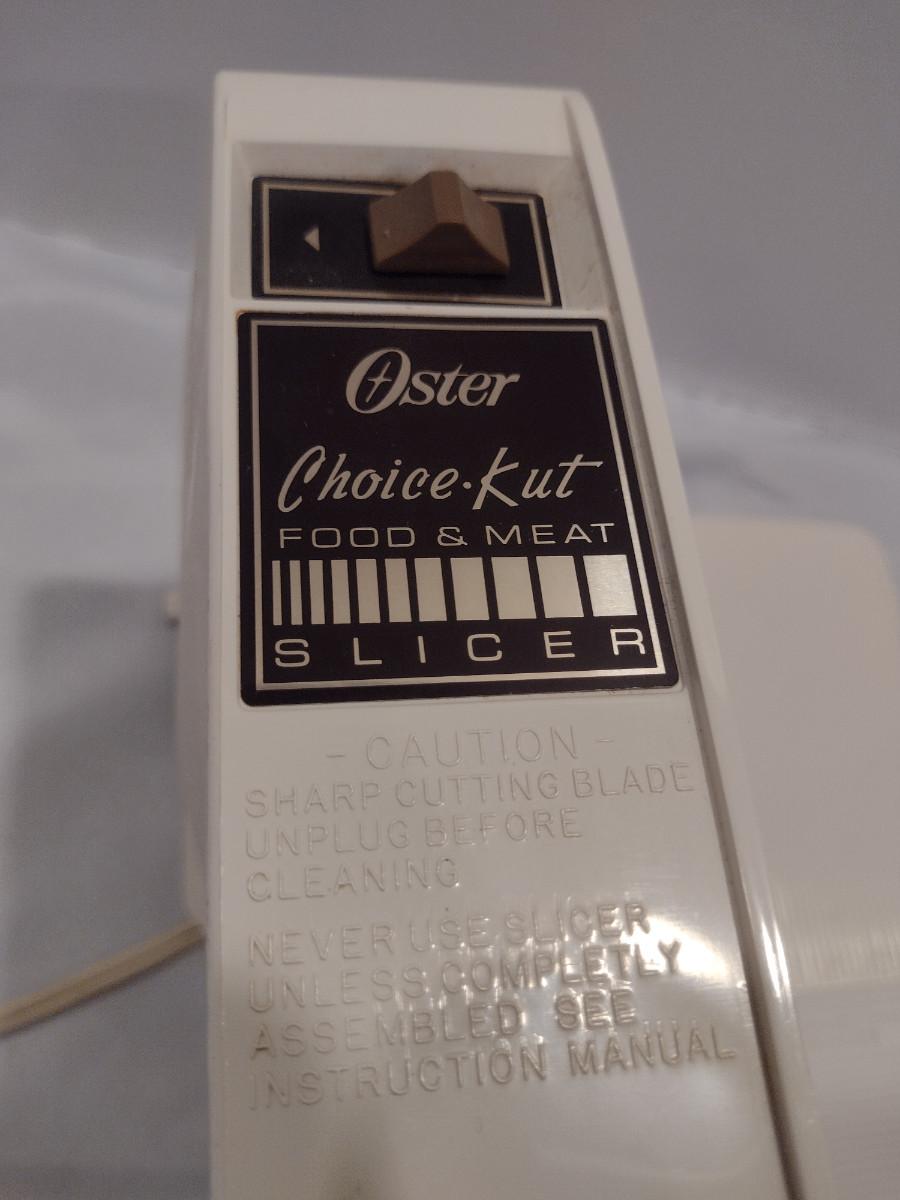 Oster
Choice·Kut
FOOD & MEAT
SLICER
- CAUTION -
SHARP CUTTING BLADE
UNPLUG BEFORE
CLEANING
NEVER USE SLICER
UNLESS COMPLETLY
ASSEMBLED SEE
INSTRUCTION MANUAL